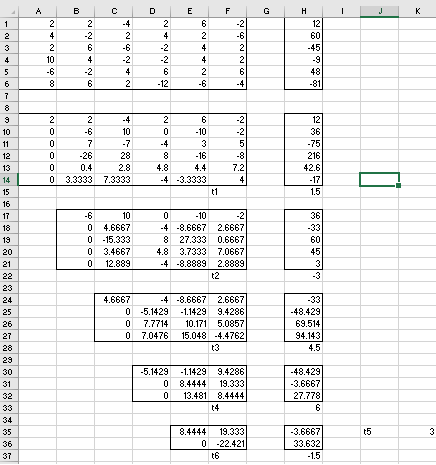 A B C D E F G H I J K
1 2 2 -4 2 6 -2 12
2 4 -2 2 4 2 -6 60
3 2 6 -6 -2 4 2 -45
4 10 4 -2 -2 4 2 -9
5 -6 -2 4 6 2 6 48
6 8 6 2 -12 -6 -4 -81
7
8
9 2 2 -4 2 6 -2 12
10 0 -6 10 0 -10 -2 36
11 0 7 -7 -4 3 5 -75
12 0 -26 28 8 -16 -8 216
13 0 0.4 2.8 4.8 4.4 7.2 42.6
14 0 3.3333 7.3333 -4 -3.3333 4 -17
15 t1 1.5
16
17 -6 10 0 -10 -2 36
18 0 4.6667 -4 -8.6667 2.6667 -33
19 0 -15.333 8 27.333 0.6667 60
20 0 3.4667 4.8 3.7333 7.0667 45
21 0 12.889 -4 -8.8889 2.8889 3
22 t2 -3
23
24 4.6667 -4 -8.6667 2.6667 -33
25 0 -5.1429 -1.1429 9.4286 -48.429
26 0 7.7714 10.171 5.0857 69.514
27 0 7.0476 15.048 -4.4762 94.143
28 t3 4.5
29
30 -5.1429 -1.1429 9.4286 -48.429
31 0 8.4444 19.333 -3.6667
32 0 13.481 8.4444 27.778
33 t4 6
34
35 8.4444 19.333 -3.6667 t5 3
36 0 -22.421 33.632
37 t6 -1.5